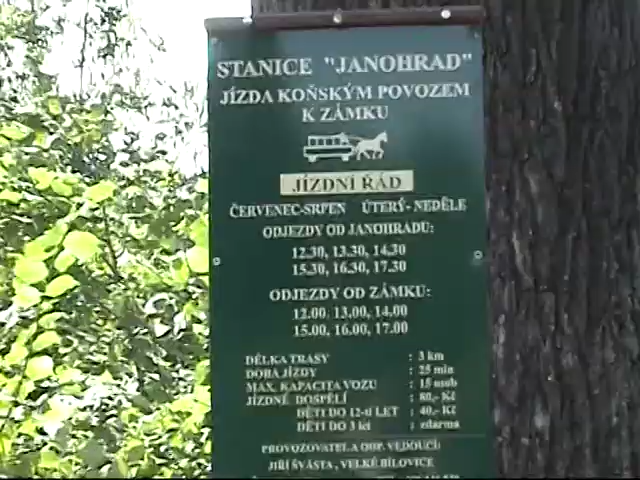 STANICE "JANOHRAD"
JÍZDA KOŇSKÝM POVOZEM
K ZÁMKU
JÍZDNÍ ŘÁD
ČERVENEC-SRPEN ÚTERÝ-NEDĚLE
ODJEZDY OD JANOHRADU:
12.30, 13.30, 14.30
15.30, 16.30, 17.30
ODJEZDY OD ZÁMKU:
12.00, 13.00, 14.00
15.00, 16.00, 17.00
DÉLKA TRASY : 3 km
DOBA JÍZDY : 25 min
MAX. KAPACITA VOZU : 15 osob
JÍZDNÉ DOSPĚLÍ : 80,- Kč
DĚTI DO 12-ti LET : 40,- Kč
DĚTI DO 3 let : zdarma
PROVOZOVATEL A ODP. VEDOUCÍ:
JIŘÍ ŠVÁSTA, VELKÉ BÍLOVICE